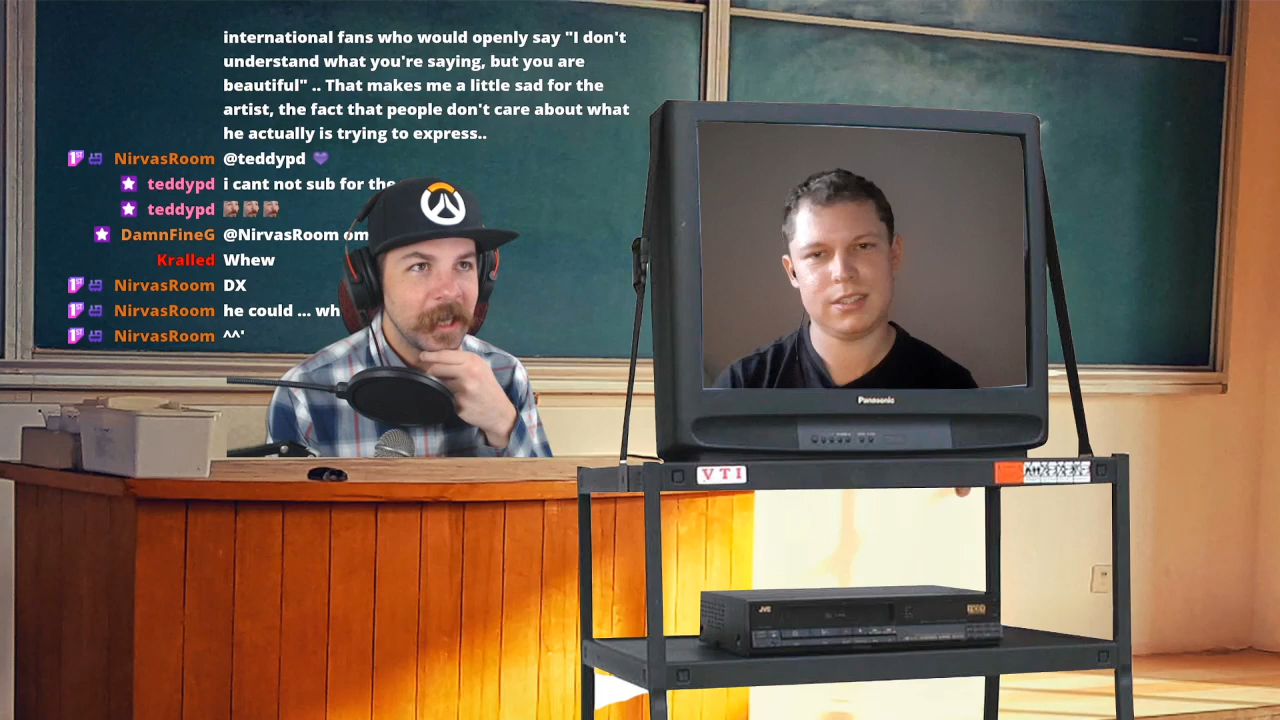 international fans who would openly say "I don't
understand what you're saying, but you are
beautiful" .. That makes me a little sad for the
artist, the fact that people don't care about what
he actually is trying to express..
NirvasRoom @teddypd
teddypd i cant not sub for the
teddypd
DamnFineG @NirvasRoom om
Kralled Whew
NirvasRoom DX
NirvasRoom he could ... wh
NirvasRoom ^^'
Panasonic
VTI
JVC